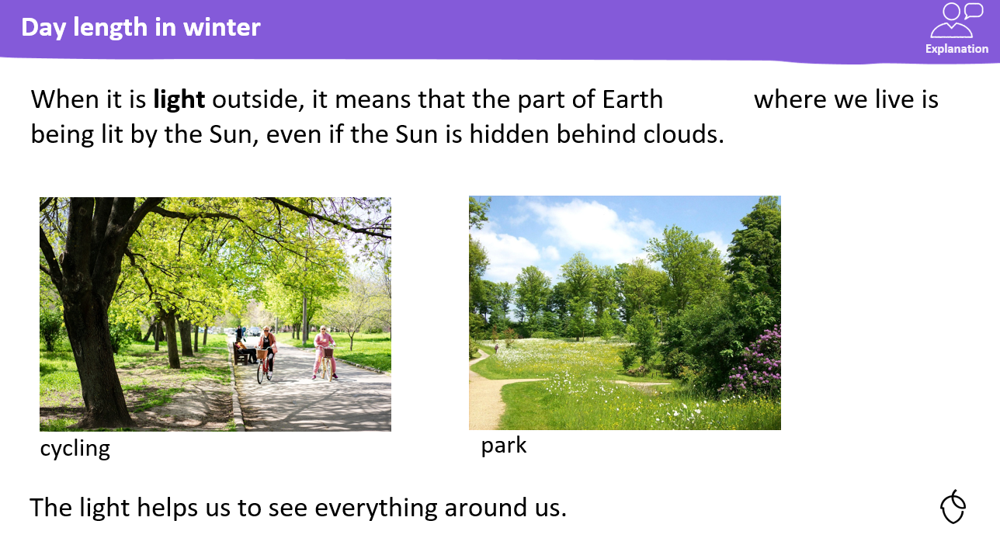 Day length in winter
Explanation
When it is light outside, it means that the part of Earth where we live is
being lit by the Sun, even if the Sun is hidden behind clouds.
cycling
park
The light helps us to see everything around us.